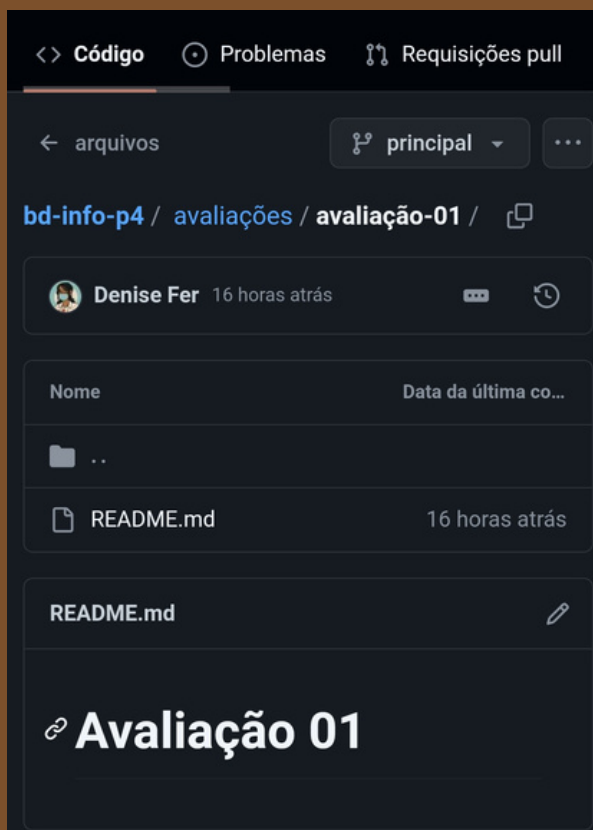 Código Problemas Requisições pull
arquivos principal
bd-info-p4 / avaliações / avaliação-01 /
Denise Fer 16 horas atrás
Nome Data da última co...
..
README.md 16 horas atrás
README.md
Avaliação 01